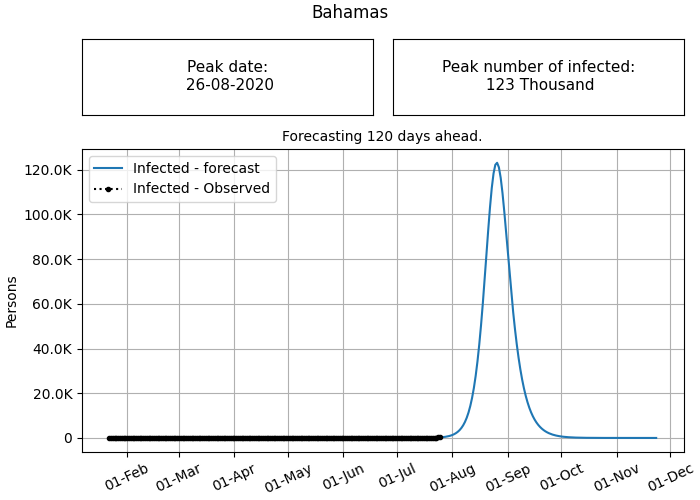 Bahamas
Peak date:
26-08-2020
Peak number of infected:
123 Thousand
Forecasting 120 days ahead.
Infected - forecast
Infected - Observed
120.0K
100.0K
80.0K
60.0K
40.0K
20.0K
0
Persons
01-Feb
01-Mar
01-Apr
01-May
01-Jun
01-Jul
01-Aug
01-Sep
01-Oct
01-Nov
01-Dec